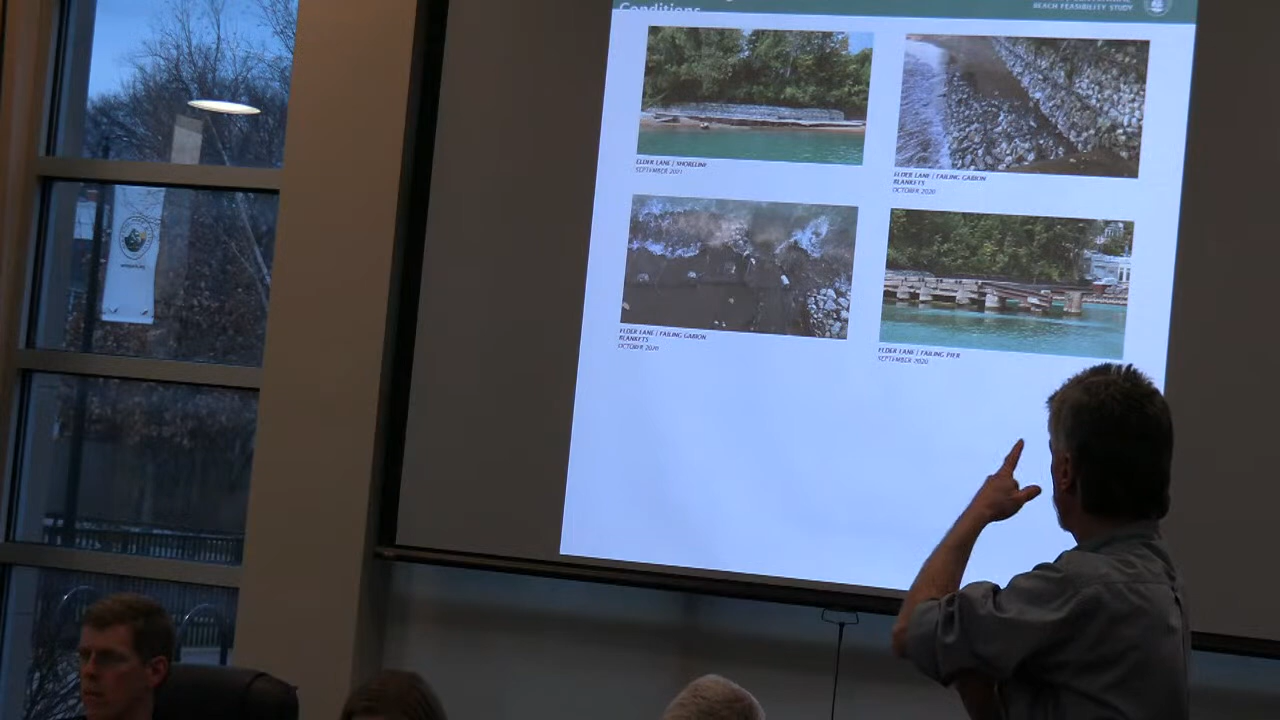 Conditions
BEACH FEASIBILITY STUDY
ELDER LANE | SHORELINE
SEPTEMBER 2021
ELDER LANE | FAILING GABION
BLANKETS
OCTOBER 2020
ELDER LANE | FAILING GABION
BLANKETS
OCTOBER 2020
ELDER LANE | FAILING PIER
SEPTEMBER 2020